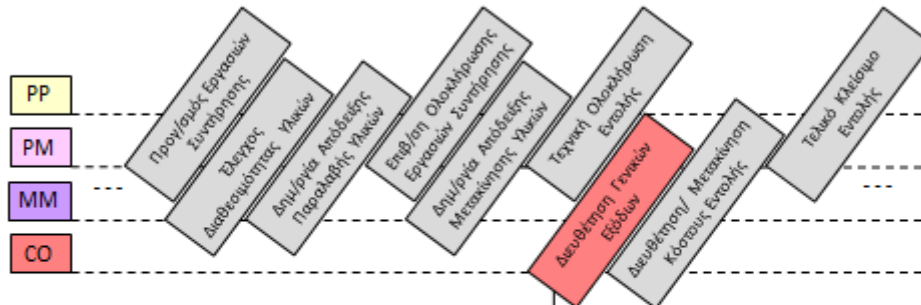 PP
PM
MM
CO
Προγ/σμός Εργασιών
Συντήρησης
Έλεγχος
Διαθεσιμότητας Υλικών
Δημ/ργία Απόδειξης
Παραλαβής Υλικών
Επιβ/ση Ολοκλήρωσης
Εργασιών Συντήρησης
Δημ/ργία Απόδειξης
Μετακίνησης Υλικών
Τεχνική Ολοκλήρωση
Εντολής
Διευθέτηση Γενικών
Εξόδων
Διευθέτηση/ Μετακίνηση
Κόστους Εντολής
Τελικό Κλείσιμο
Εντολής